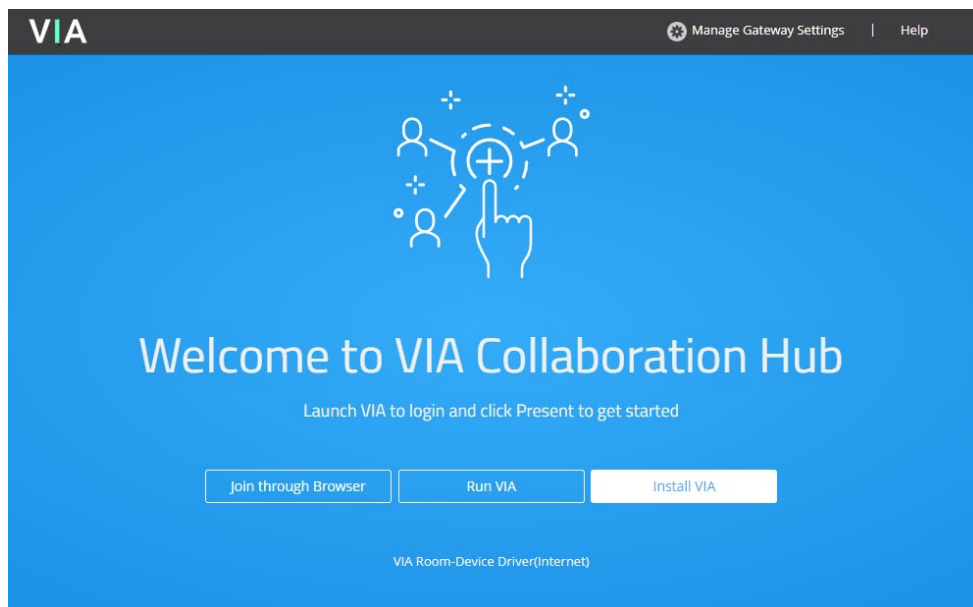 VIA
Manage Gateway Settings | Help
Welcome to VIA Collaboration Hub
Launch VIA to login and click Present to get started
Join through Browser
Run VIA
Install VIA
VIA Room-Device Driver(Internet)